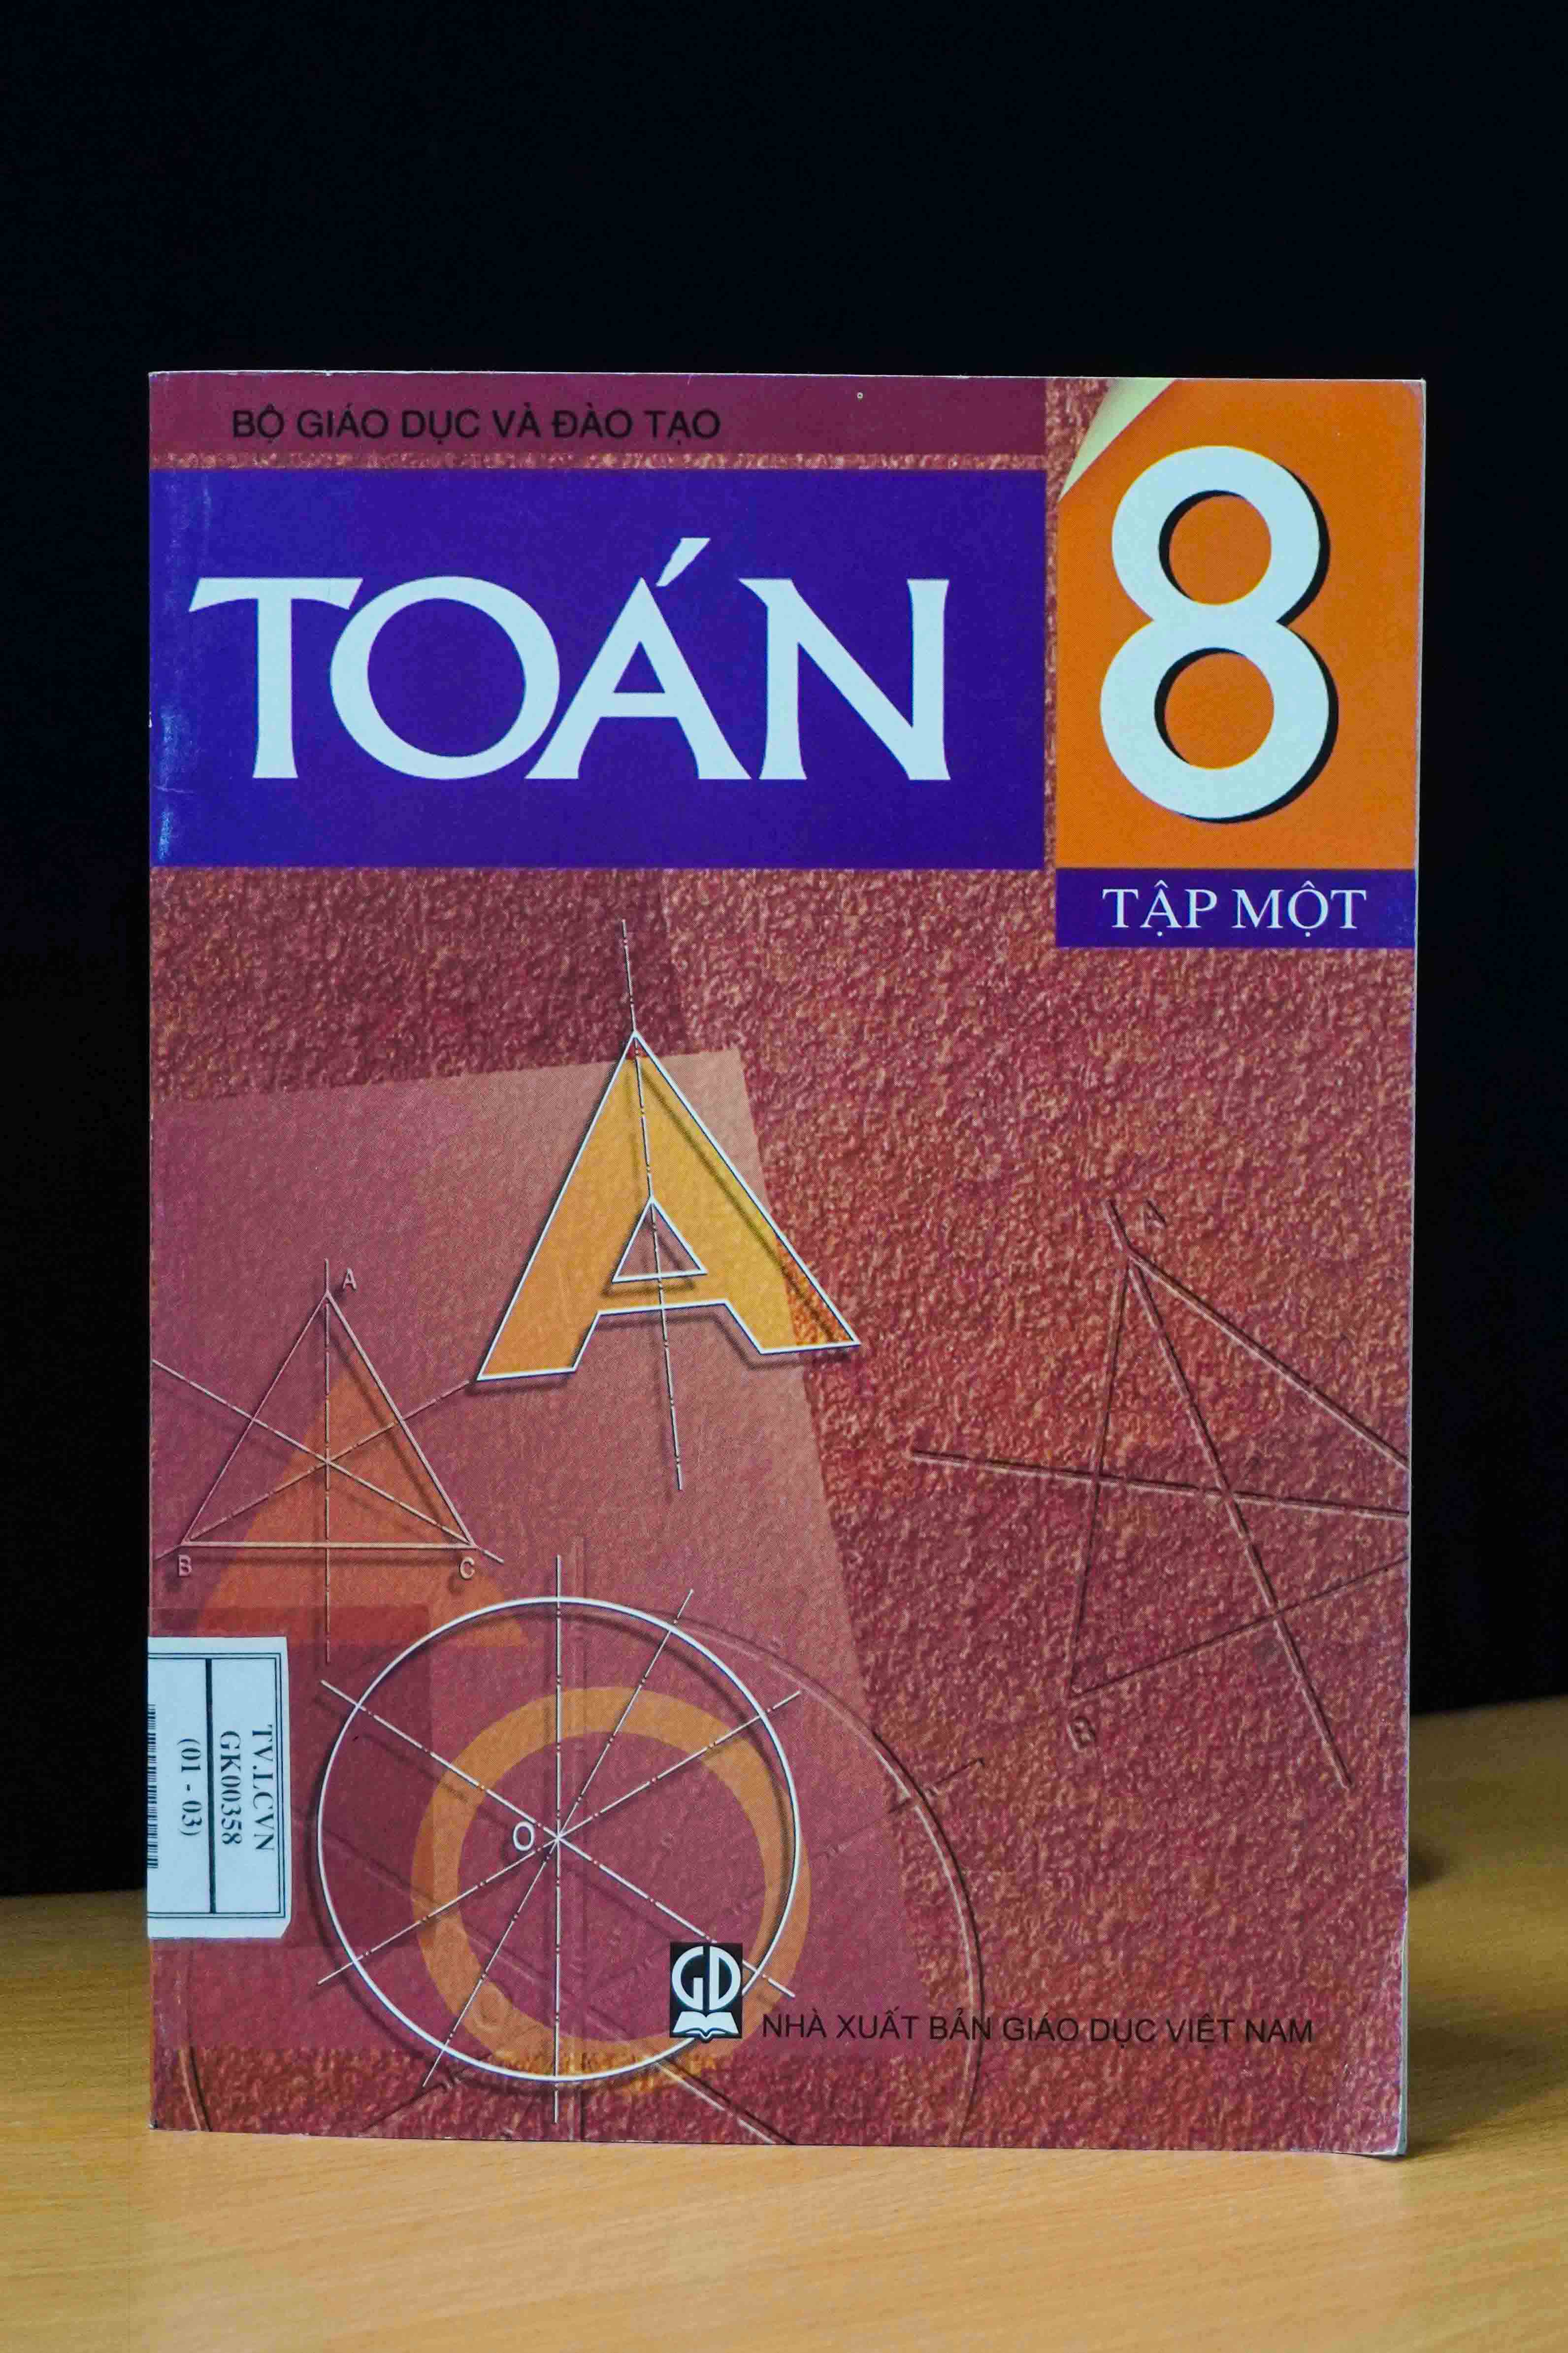 BỘ GIÁO DỤC VÀ ĐÀO TẠO
TOÁN 8
TẬP MỘT
A
A
B
C
B
O
TV.LCVN
GK00358
(01 - 03)
GD
NHÀ XUẤT BẢN GIÁO DỤC VIỆT NAM